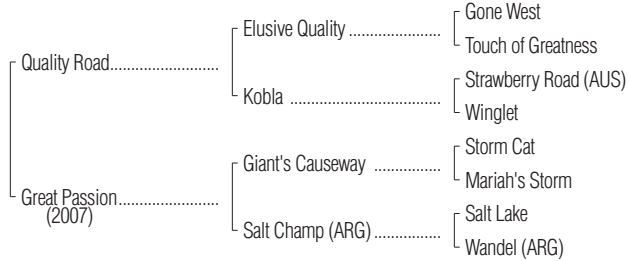 Gone West
Elusive Quality ..................
Touch of Greatness
Quality Road......................
Strawberry Road (AUS)
Kobla ..............................
Winglet
Storm Cat
Giant's Causeway ................
Mariah's Storm
Great Passion....................
(2007)
Salt Lake
Salt Champ (ARG) .............
Wandel (ARG)